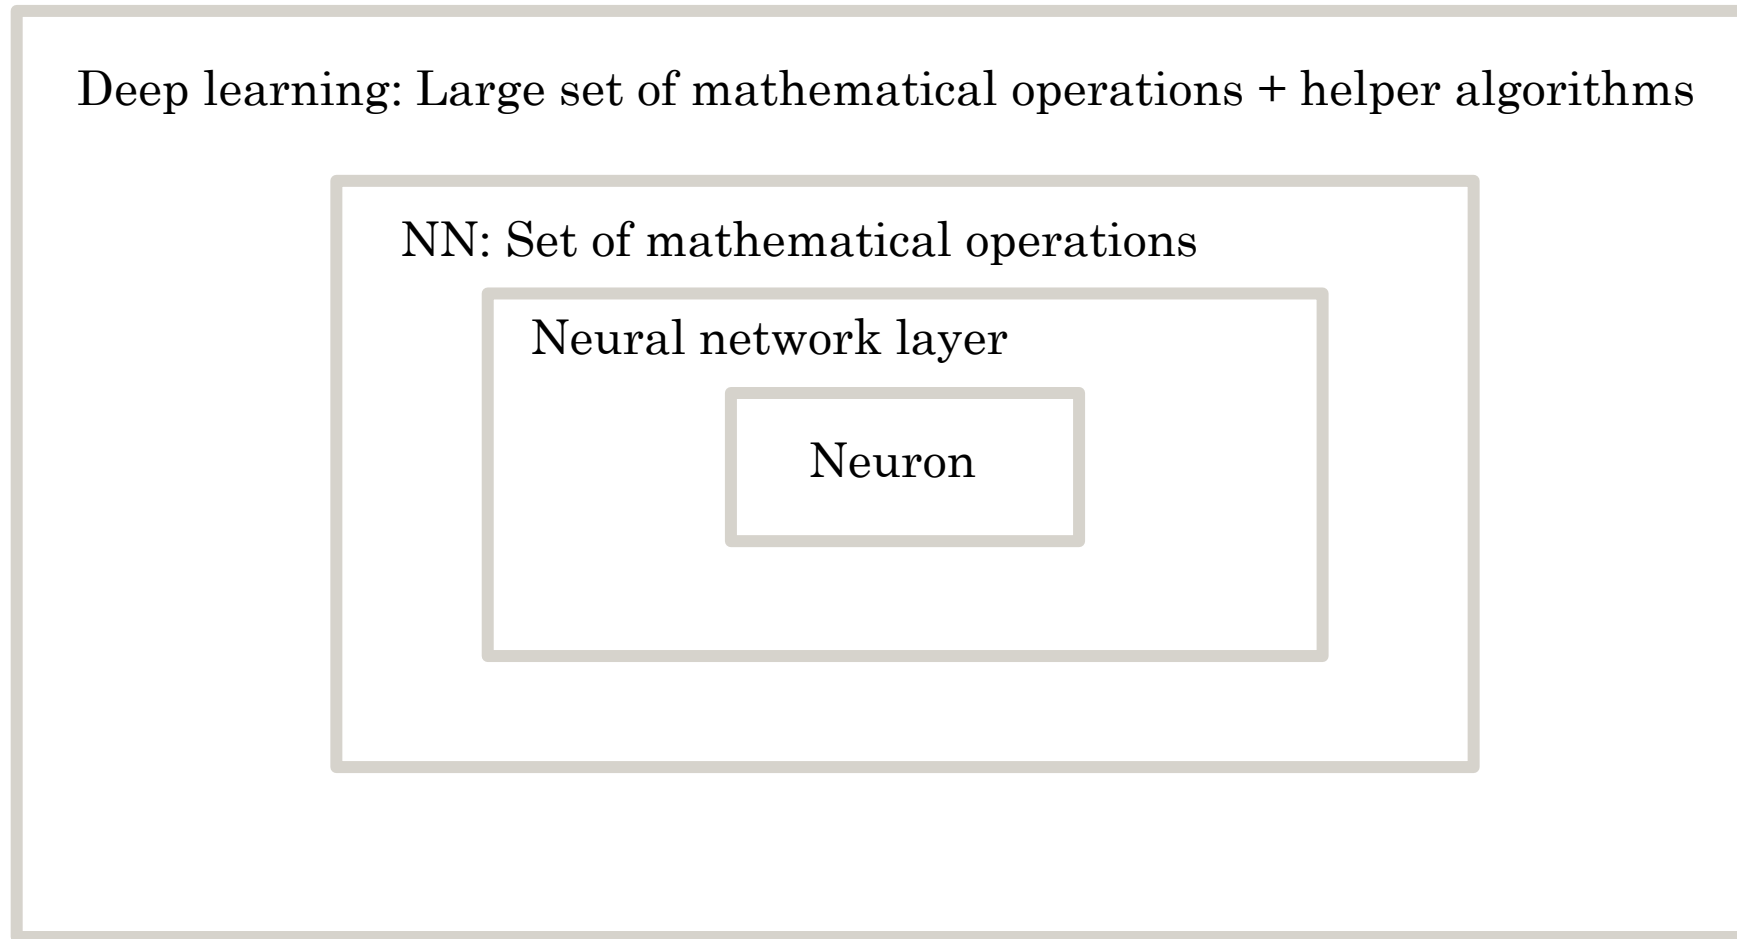 Deep learning: Large set of mathematical operations + helper algorithms
NN: Set of mathematical operations
Neural network layer
Neuron